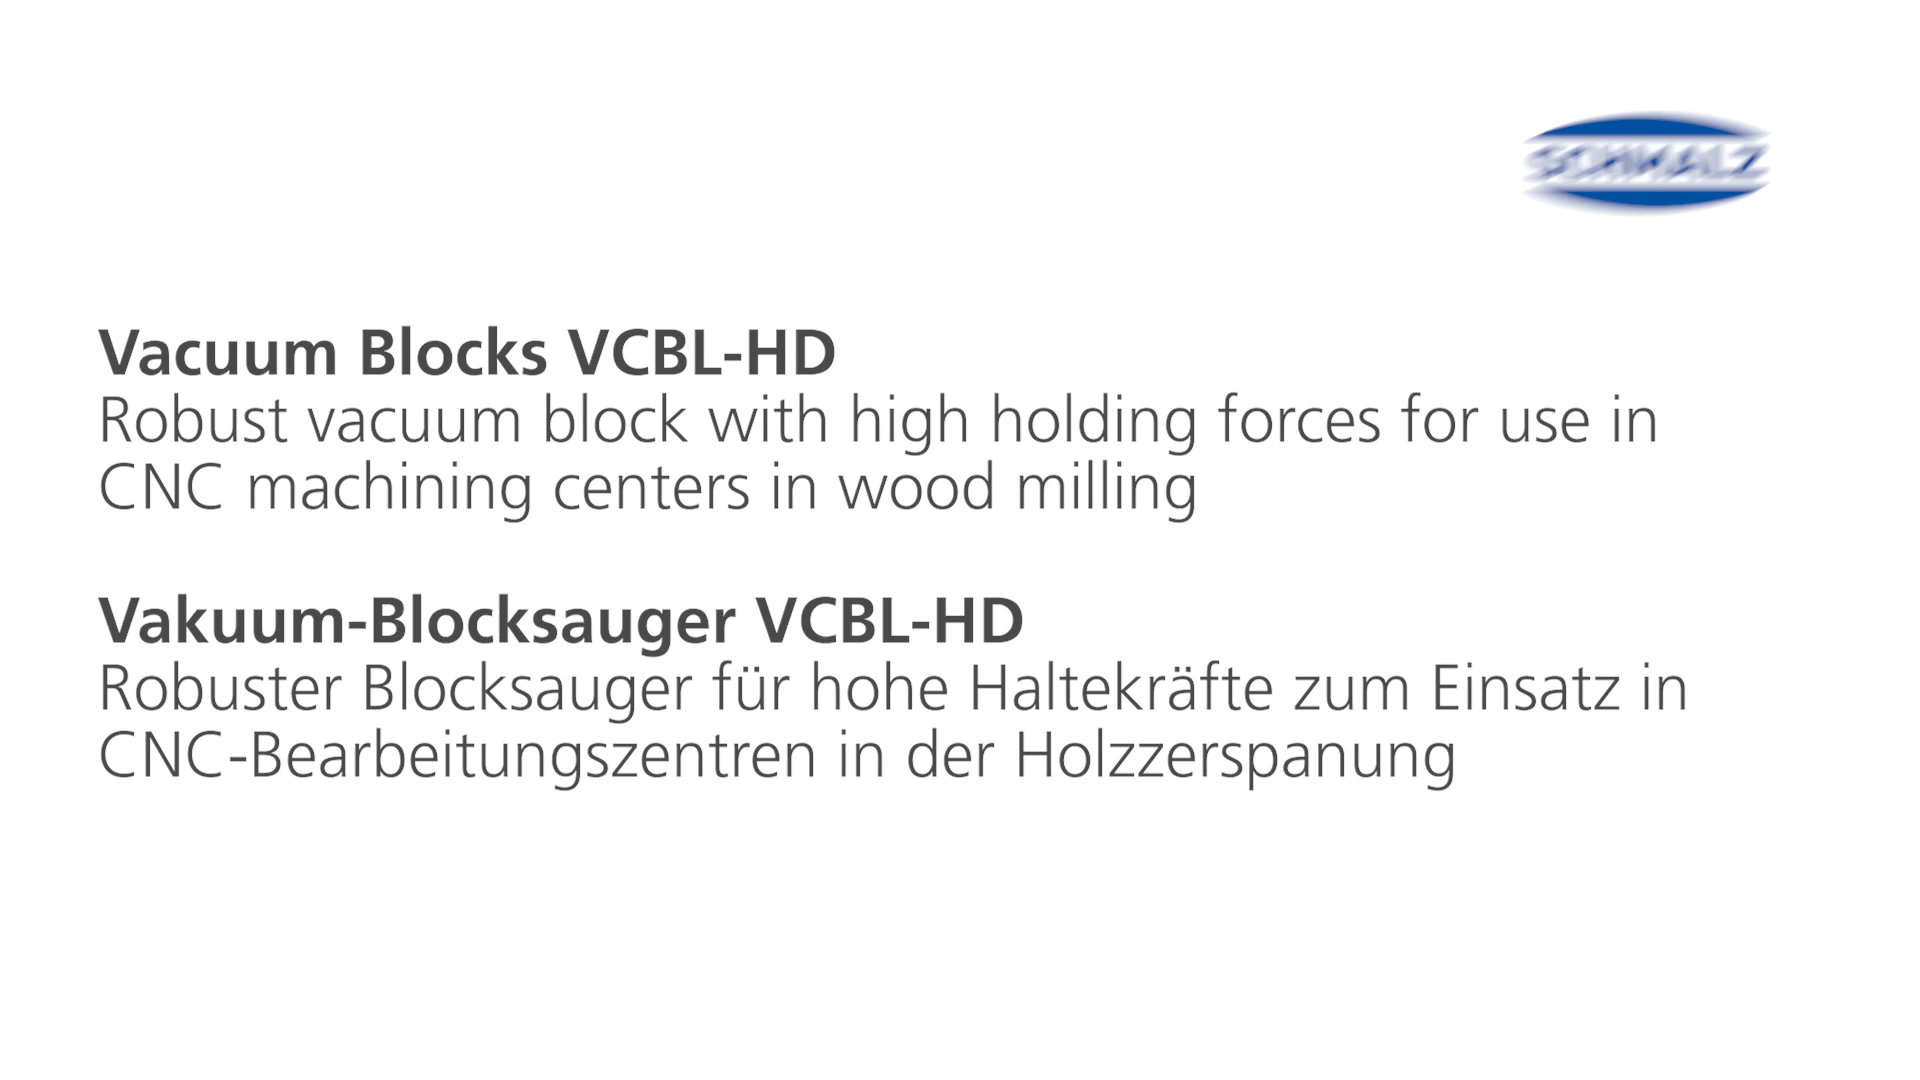 SCHMALZ
Vacuum Blocks VCBL-HD
Robust vacuum block with high holding forces for use in
CNC machining centers in wood milling
Vakuum-Blocksauger VCBL-HD
Robuster Blocksauger für hohe Haltekräfte zum Einsatz in
CNC-Bearbeitungszentren in der Holzzerspanung